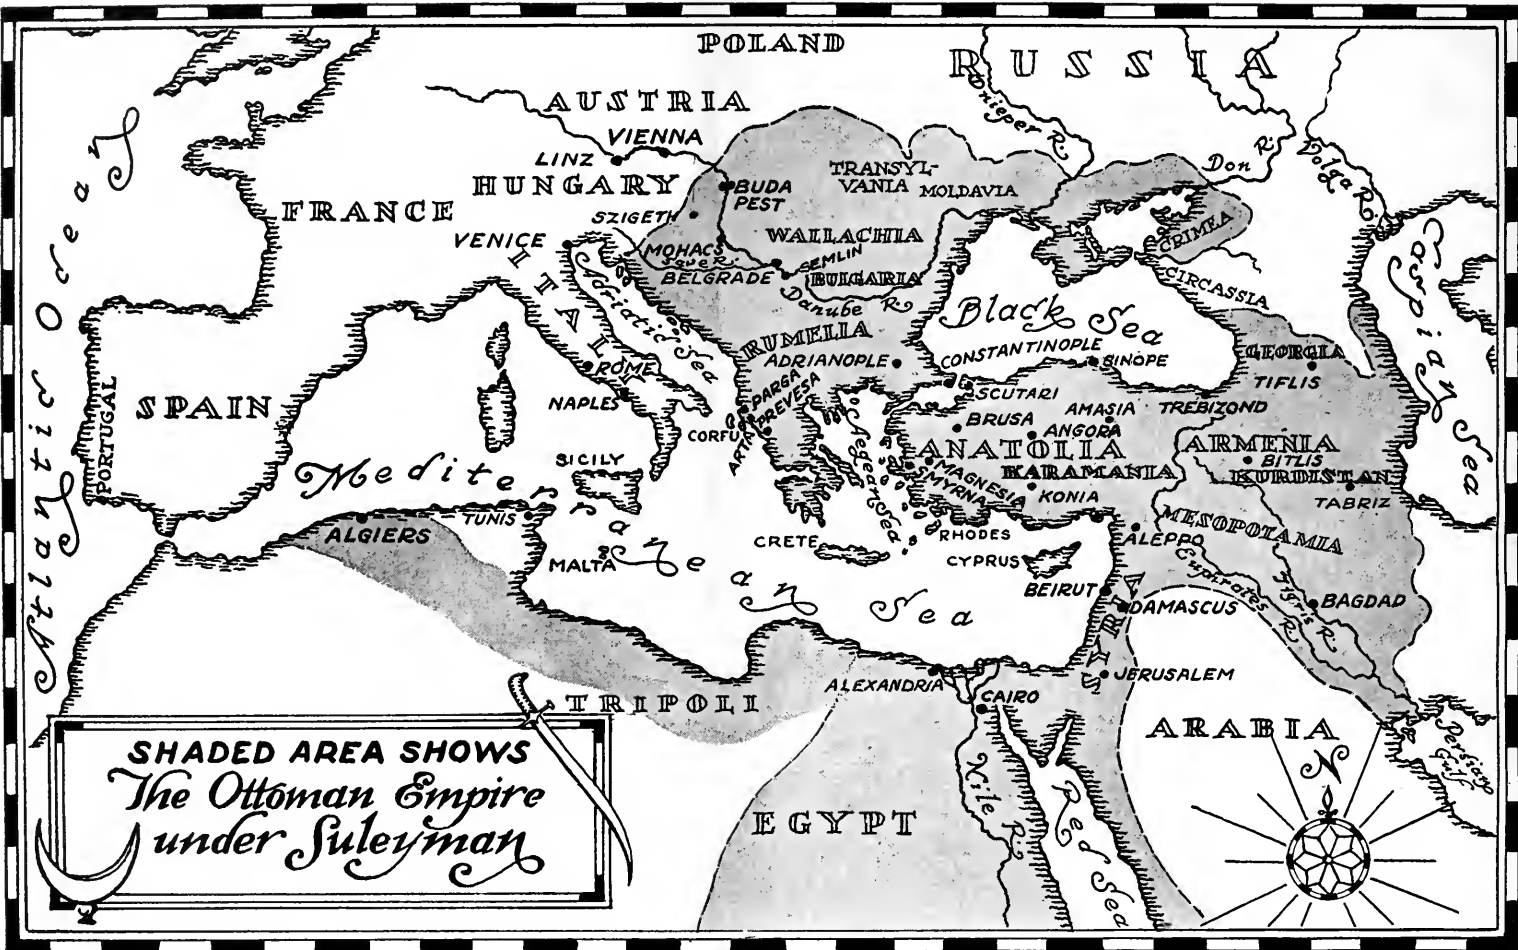 POLAND
RUSSIA
AUSTRIA
Dnieper R.
VIENNA
LINZ
HUNGARY
Don R.
Volga R.
TRANSYL-
VANIA
MOLDAVIA
BUDA
PEST
FRANCE
SZIGETH
VENICE
MOHACS
WALLACHIA
SEMLIN
CRIMEA
BELGRADE
BULGARIA
CIRCASSIA
Danube R.
Atlantic Ocean
ITALY
Adriatic Sea
Black Sea
Caspian Sea
RUMELIA
ADRIANOPLE
CONSTANTINOPLE
SINOPE
GEORGIA
TIFLIS
ROME
NAPLES
SCUTARI
SPAIN
PORTUGAL
PARGA
PREVESA
CORFU
ARTA
BRUSA
AMASIA
TREBIZOND
ANGORA
Aegean Sea
ANATOLIA
ARMENIA
BITLIS
KARAMANIA
KURDISTAN
MAGNESIA
SMYRNA
KONIA
TABRIZ
SICILY
Mediterranean Sea
TUNIS
ALGIERS
MALTA
CRETE
RHODES
CYPRUS
ALEPPO
MESOPOTAMIA
Euphrates R.
Tigris R.
BEIRUT
DAMASCUS
BAGDAD
SYRIA
JERUSALEM
TRIPOLI
ALEXANDRIA
CAIRO
ARABIA
Persian Gulf
EGYPT
Nile R.
Red Sea
N
SHADED AREA SHOWS
The Ottoman Empire
under Suleyman